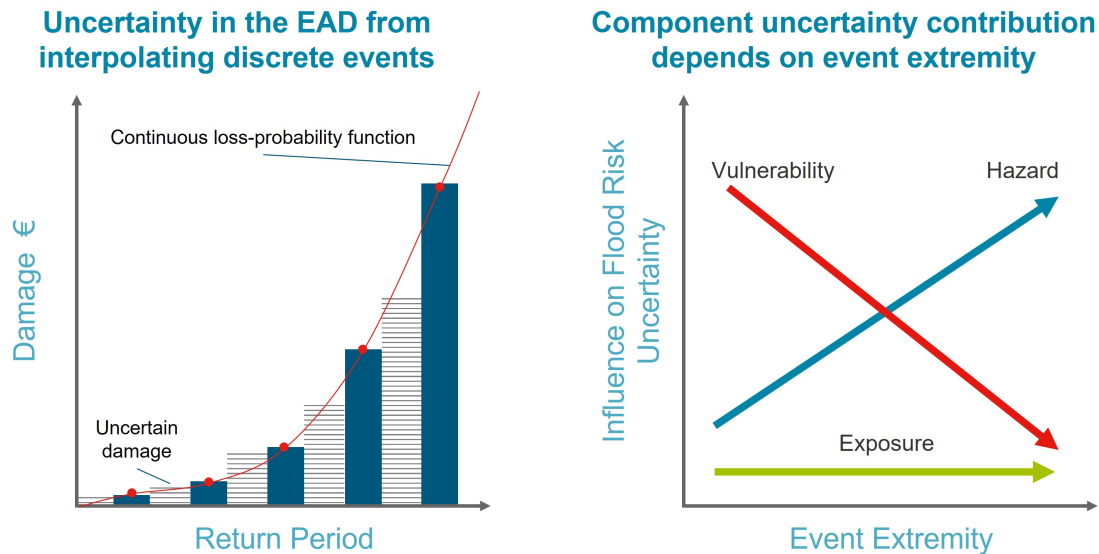 Uncertainty in the EAD from
interpolating discrete events
Continuous loss-probability function
Uncertain
damage
Damage €
Return Period
Component uncertainty contribution
depends on event extremity
Vulnerability
Hazard
Exposure
Influence on Flood Risk
Uncertainty
Event Extremity